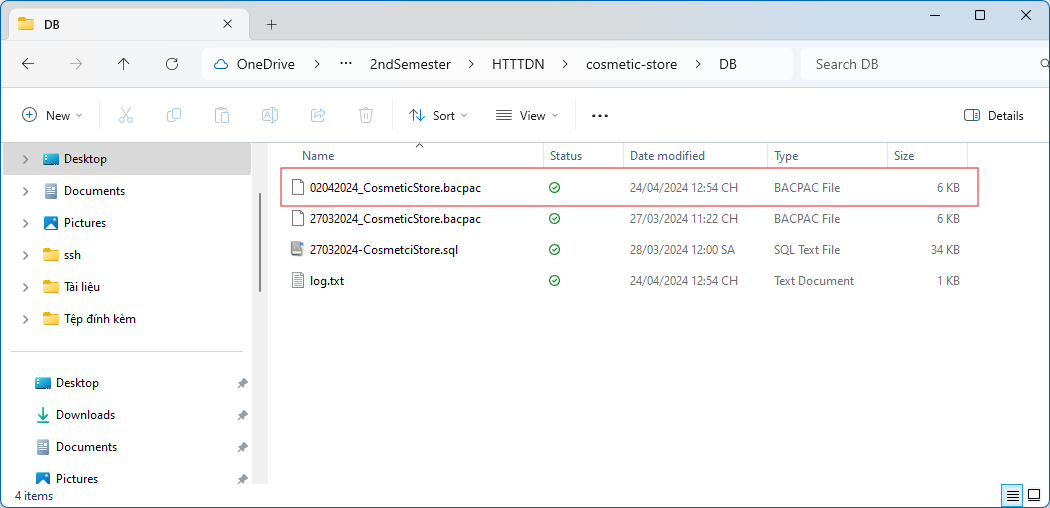 DB
OneDrive > ... 2ndSemester > HTTTDN > cosmetic-store > DB
Search DB
New
Sort
View
Details
Desktop
Documents
Pictures
ssh
Tài liệu
Tệp đính kèm
Desktop
Downloads
Documents
Pictures
Name Status Date modified Type Size
02042024_CosmeticStore.bacpac 24/04/2024 12:54 CH BACPAC File 6 KB
27032024_CosmeticStore.bacpac 27/03/2024 11:22 CH BACPAC File 6 KB
27032024-CosmetciStore.sql 28/03/2024 12:00 SA SQL Text File 34 KB
log.txt 24/04/2024 12:54 CH Text Document 1 KB
4 items